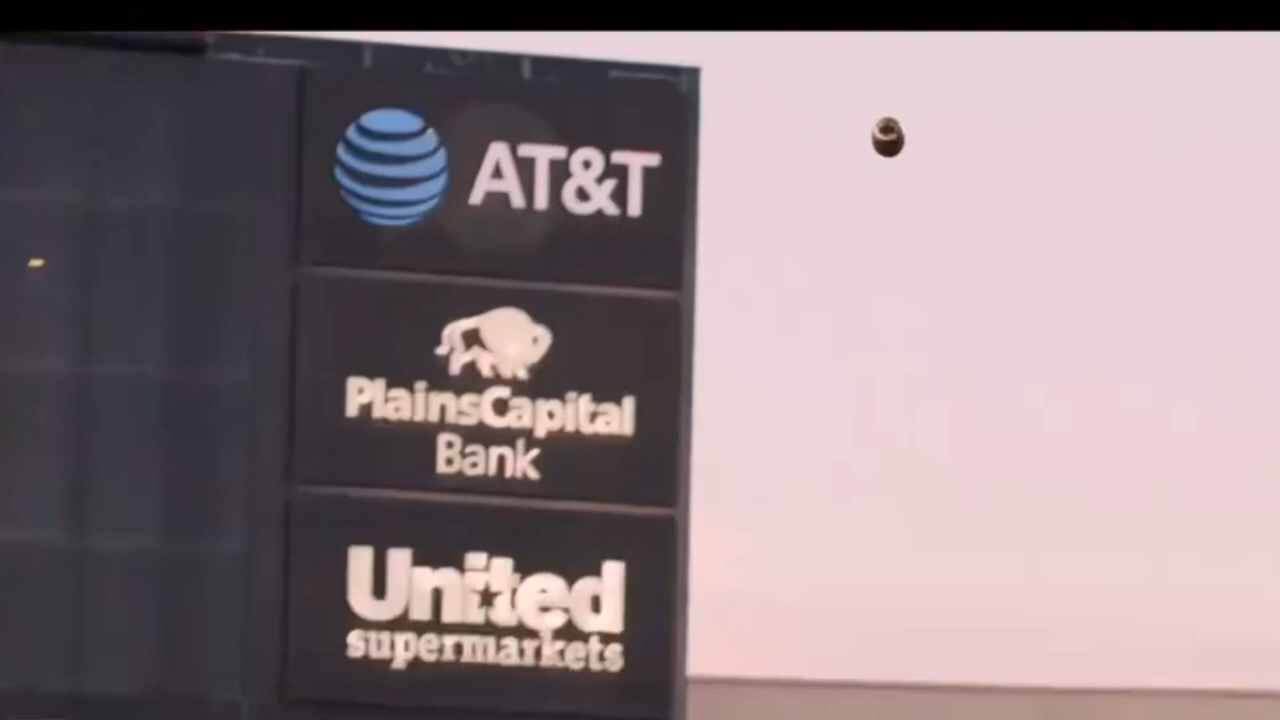 AT&T
PlainsCapital
Bank
United
supermarkets